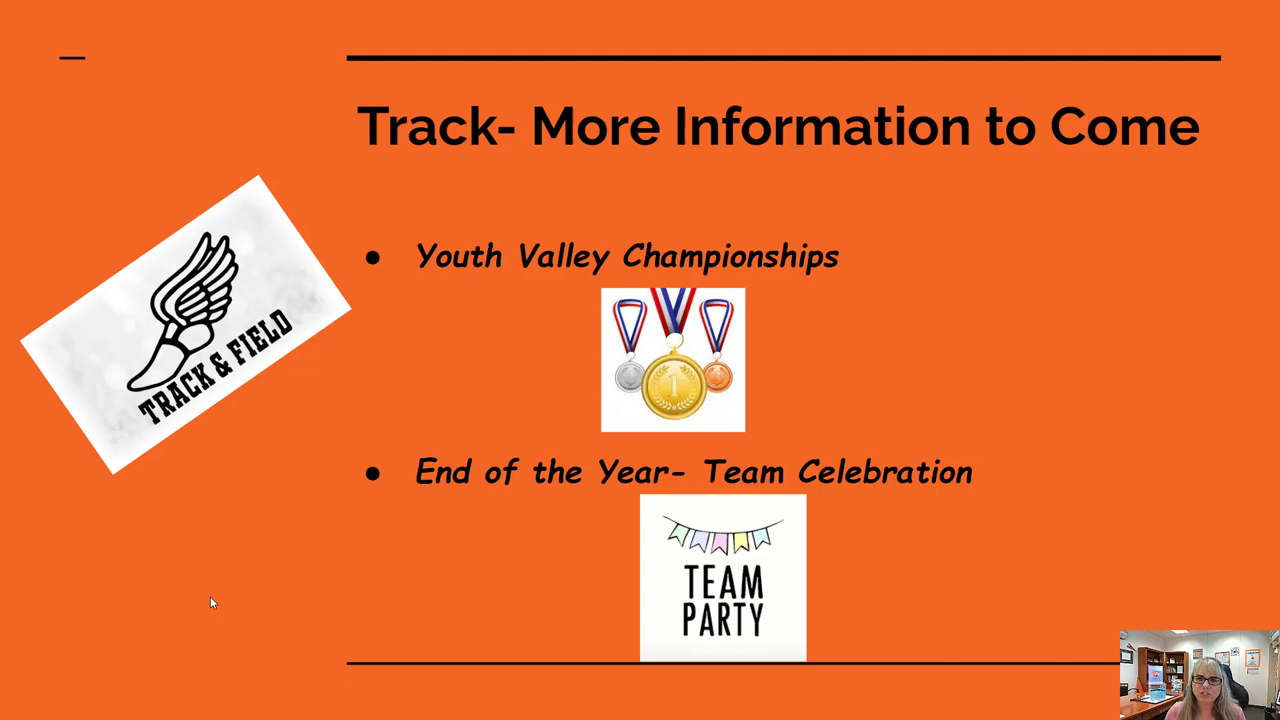 Track- More Information to Come
TRACK & FIELD
● Youth Valley Championships
1
● End of the Year- Team Celebration
TEAM
PARTY